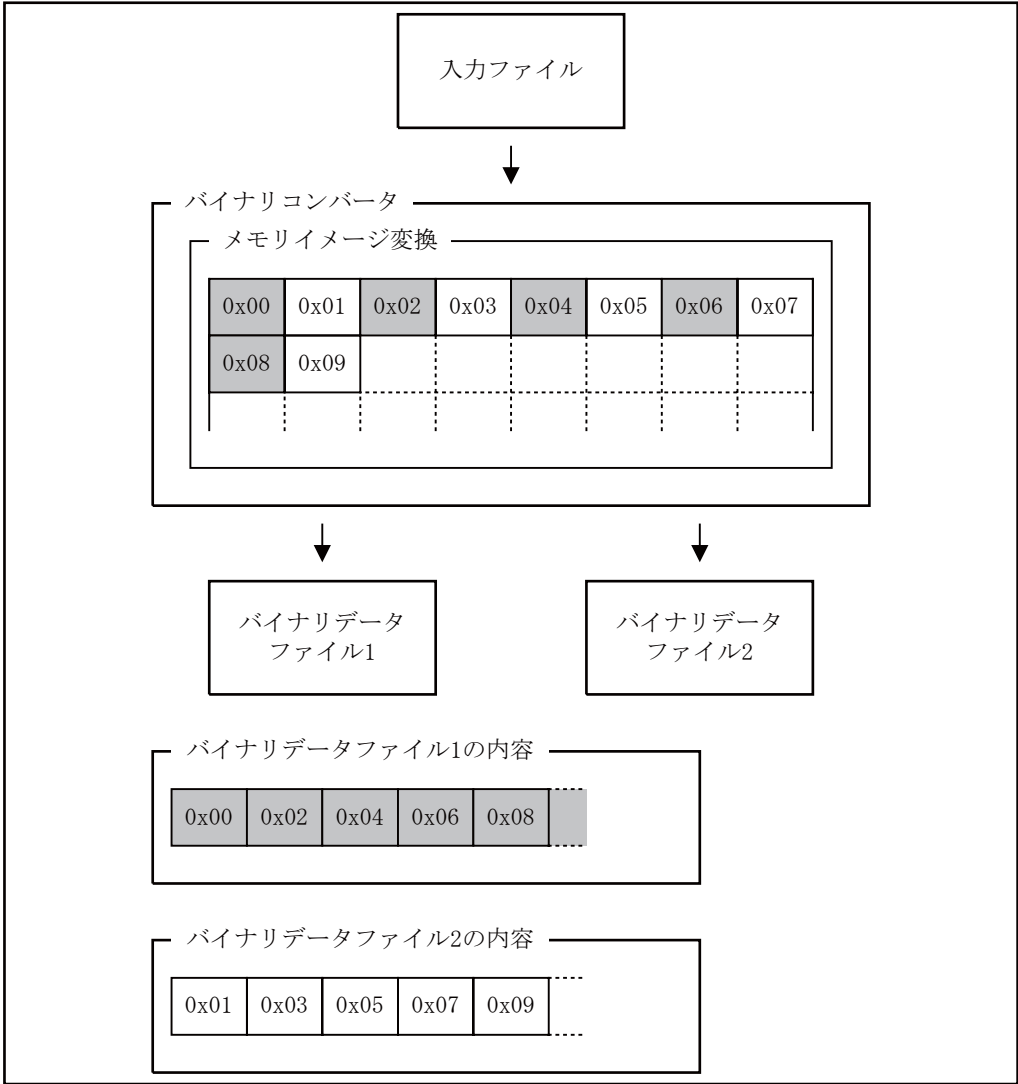 入力ファイル
バイナリコンバータ
メモリイメージ変換
0x00 0x01 0x02 0x03 0x04 0x05 0x06 0x07
0x08 0x09
バイナリデータ
ファイル1
バイナリデータ
ファイル2
バイナリデータファイル1の内容
0x00 0x02 0x04 0x06 0x08
バイナリデータファイル2の内容
0x01 0x03 0x05 0x07 0x09